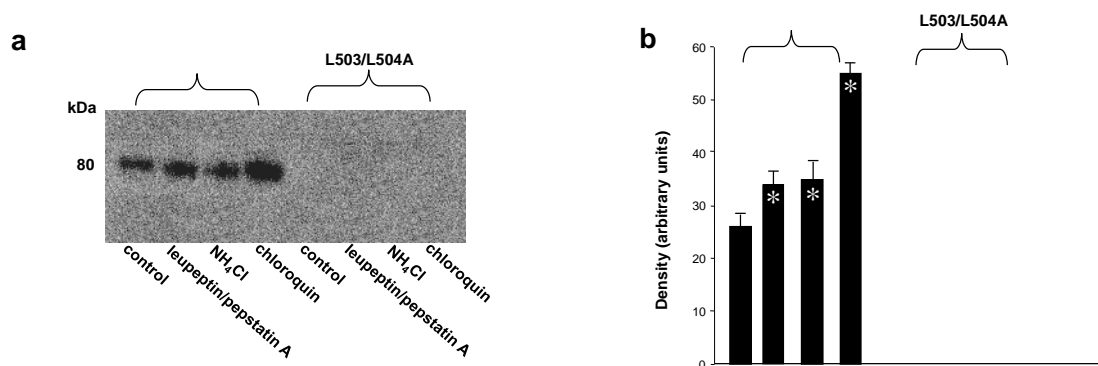 a
L503/L504A
kDa
80
control
leupeptin/pepstatin A
NH4Cl
chloroquin
control
leupeptin/pepstatin A
NH4Cl
chloroquin
b
L503/L504A
Density (arbitrary units)
60
50
40
30
20
10
0
*
*
*